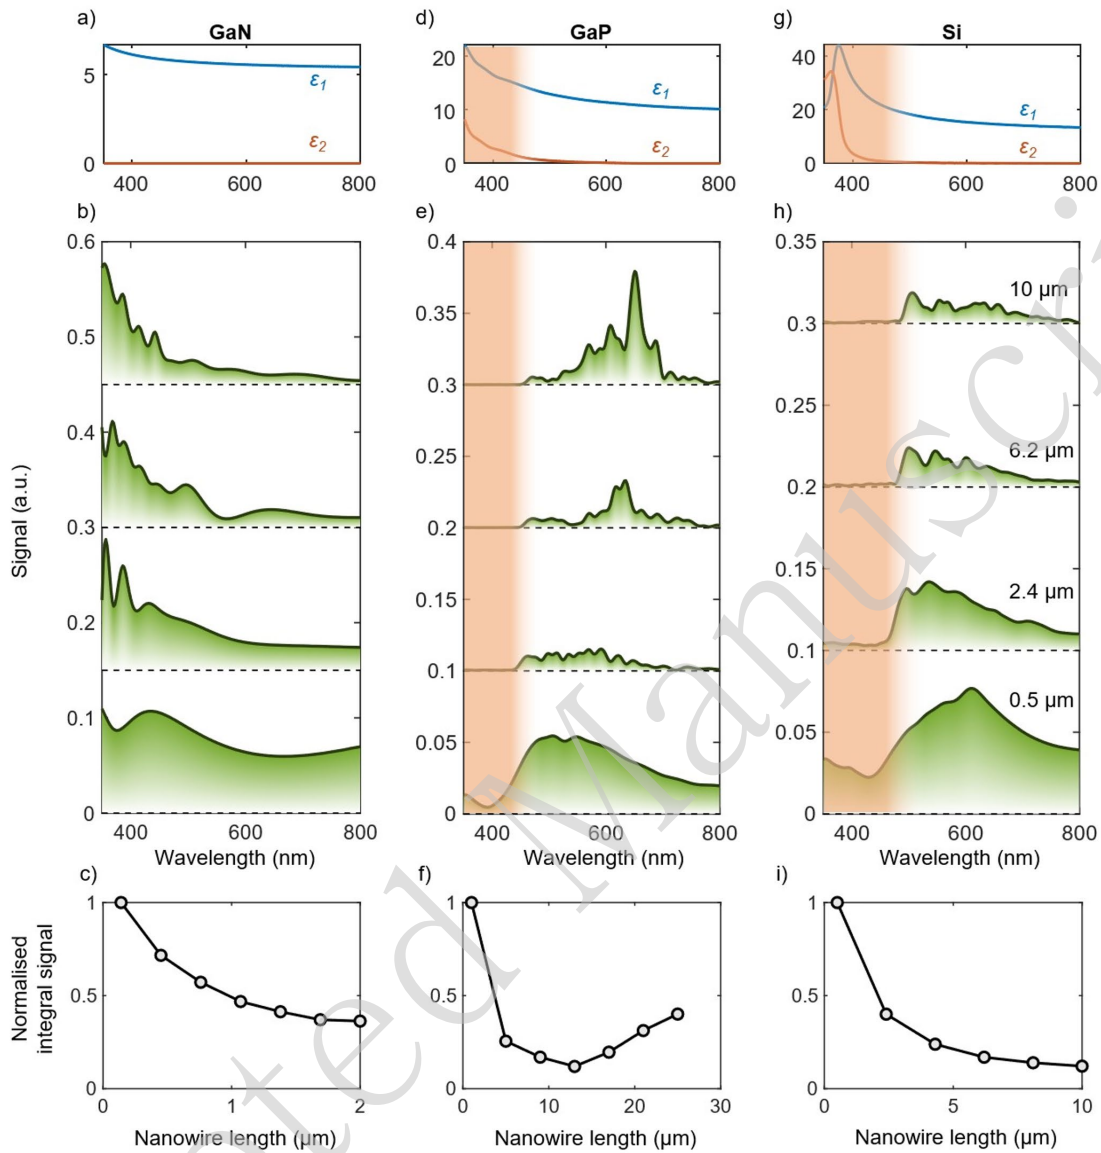 a)
GaN
d)
GaP
g)
Si
5
0
ε1
ε2
400
600
800
20
10
0
ε1
ε2
400
600
800
40
20
0
ε1
ε2
400
600
800
b)
e)
h)
Signal (a.u.)
0.6
0.5
0.4
0.3
0.2
0.1
0
400
600
800
Wavelength (nm)
0.4
0.35
0.3
0.25
0.2
0.15
0.1
0.05
0
400
600
800
Wavelength (nm)
0.35
0.3
0.25
0.2
0.15
0.1
0.05
0
10 µm
6.2 µm
2.4 µm
0.5 µm
400
600
800
Wavelength (nm)
c)
f)
i)
Normalised
integral signal
1
0.5
1
0
1
2
Nanowire length (µm)
1
0.5
0
0
10
20
30
Nanowire length (µm)
1
0.5
0
0
5
10
Nanowire length (µm)
ted Manuscri